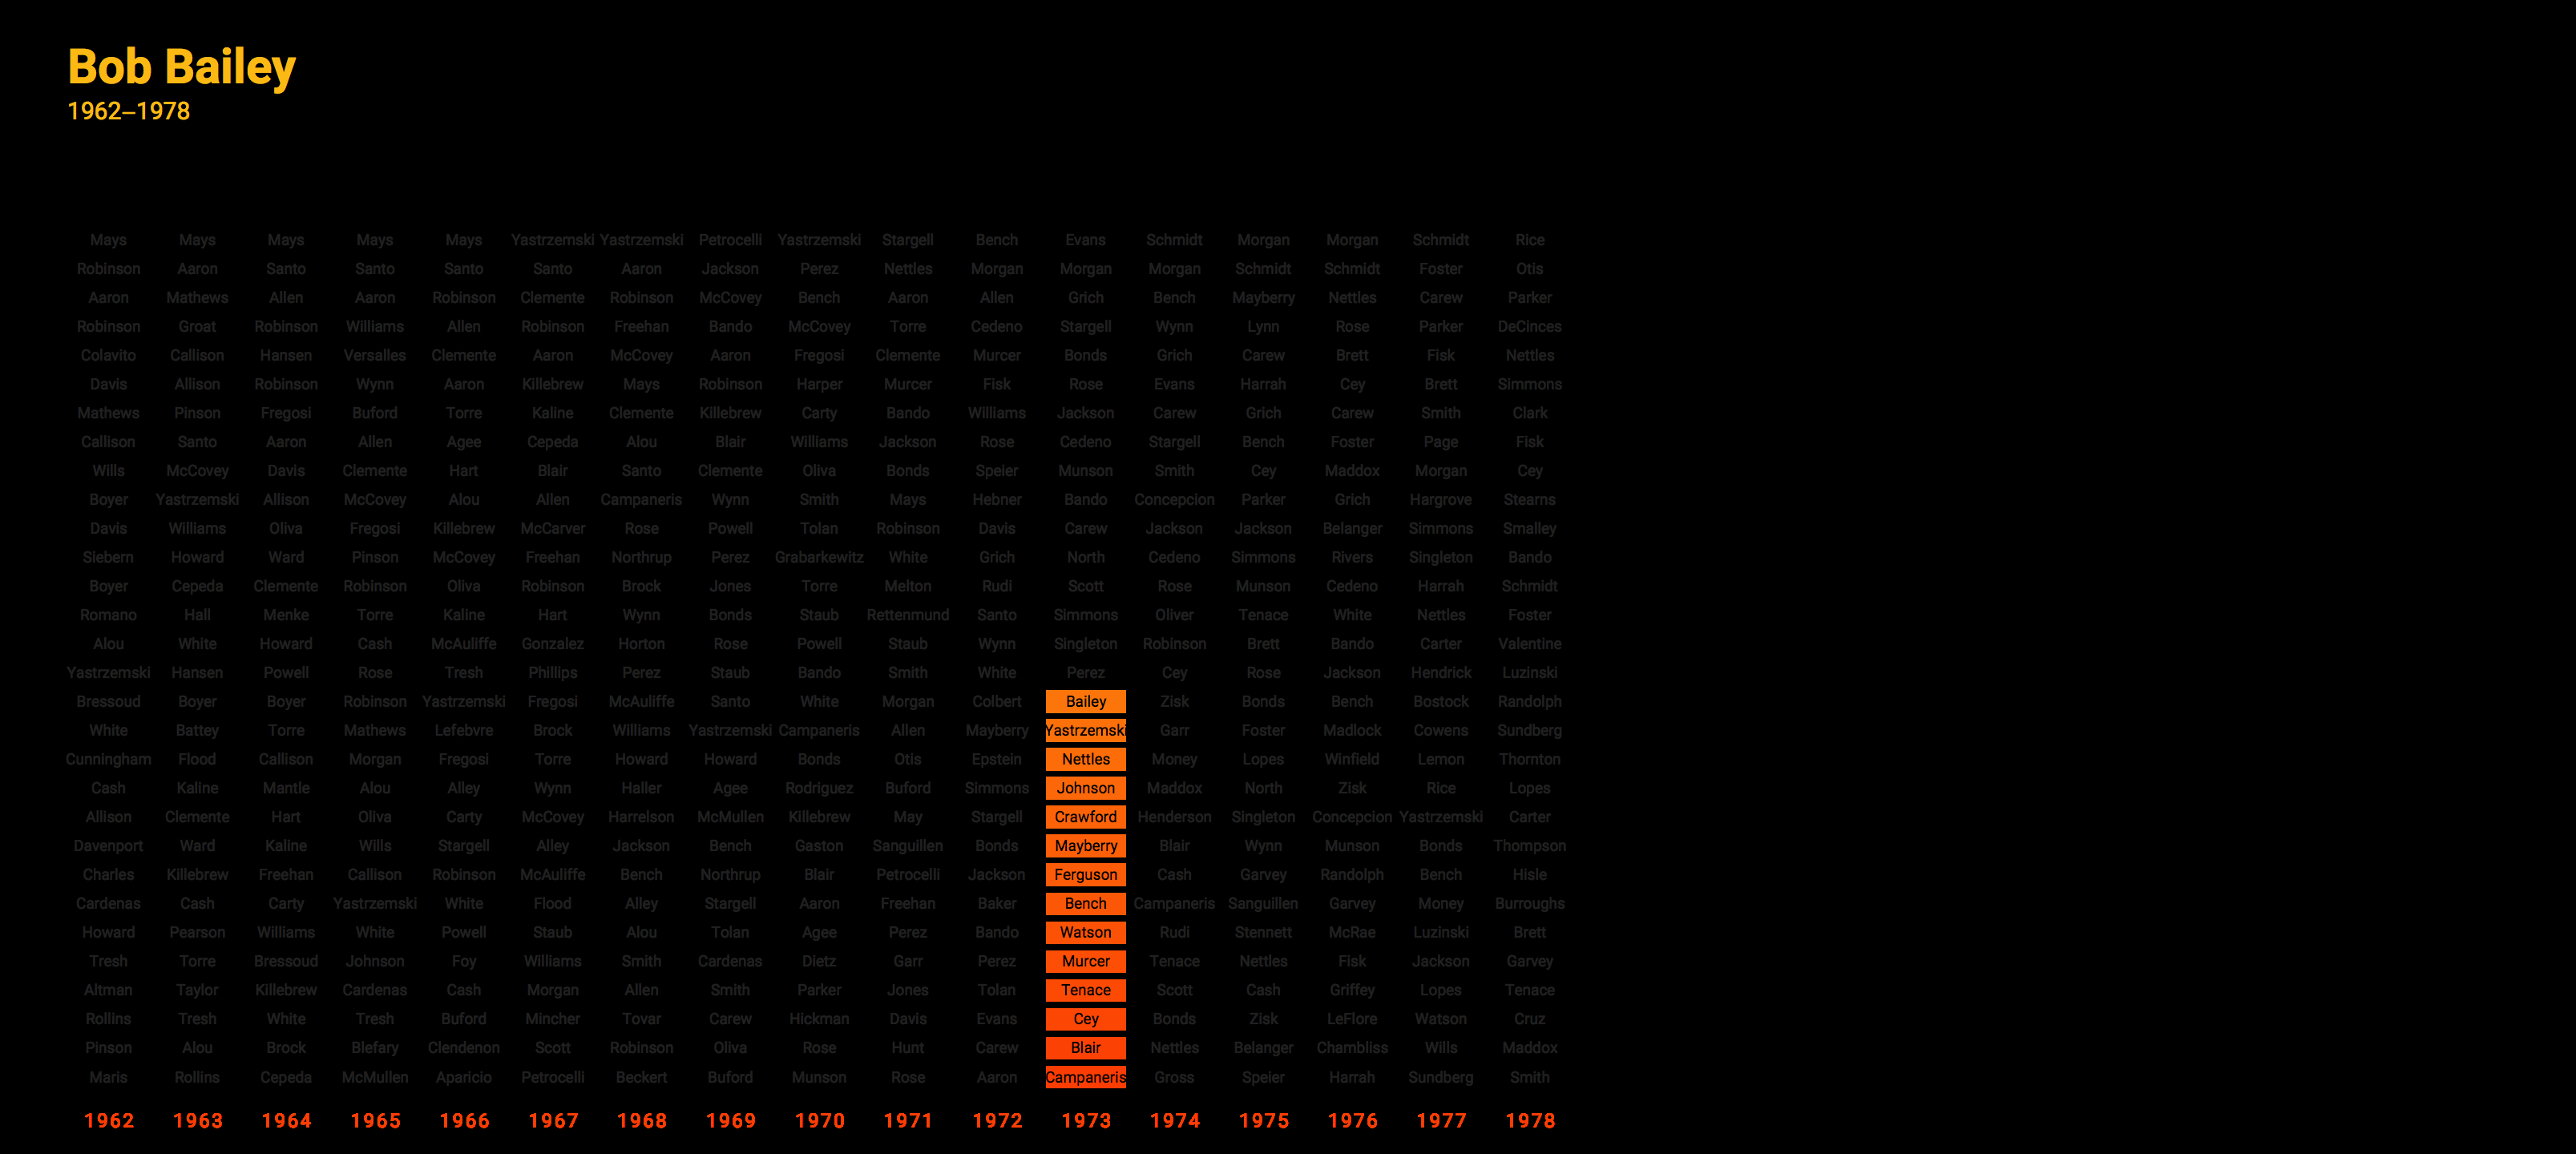 Bob Bailey
1962–1978
Mays Mays Mays Mays Mays Yastrzemski Yastrzemski Petrocelli Yastrzemski Stargell Bench Evans Schmidt Morgan Morgan Schmidt Rice
Robinson Aaron Santo Santo Santo Santo Aaron Jackson Perez Nettles Morgan Morgan Morgan Schmidt Schmidt Foster Otis
Aaron Mathews Allen Aaron Robinson Clemente Robinson McCovey Bench Aaron Allen Grich Bench Mayberry Nettles Carew Parker
Robinson Groat Robinson Williams Allen Robinson Freehan Bando McCovey Torre Cedeno Stargell Wynn Lynn Rose Parker DeCinces
Colavito Callison Hansen Versalles Clemente Aaron McCovey Aaron Fregosi Clemente Murcer Bonds Grich Carew Brett Fisk Nettles
Davis Allison Robinson Wynn Aaron Killebrew Mays Robinson Harper Murcer Fisk Rose Evans Harrah Cey Brett Simmons
Mathews Pinson Fregosi Buford Torre Kaline Clemente Killebrew Carty Bando Williams Jackson Carew Grich Carew Smith Clark
Callison Santo Aaron Allen Agee Cepeda Alou Blair Williams Jackson Rose Cedeno Stargell Bench Foster Page Fisk
Wills McCovey Davis Clemente Hart Blair Santo Clemente Oliva Bonds Speier Munson Smith Cey Maddox Morgan Cey
Boyer Yastrzemski Allison McCovey Alou Allen Campaneris Wynn Smith Mays Hebner Bando Concepcion Parker Grich Hargrove Stearns
Davis Williams Oliva Fregosi Killebrew McCarver Rose Powell Tolan Robinson Davis Carew Jackson Jackson Belanger Simmons Smalley
Siebern Howard Ward Pinson McCovey Freehan Northrup Perez Grabarkewitz White Grich North Cedeno Simmons Rivers Singleton Bando
Boyer Cepeda Clemente Robinson Oliva Robinson Brock Jones Torre Melton Rudi Scott Rose Munson Cedeno Harrah Schmidt
Romano Hall Menke Torre Kaline Hart Wynn Bonds Staub Rettenmund Santo Simmons Oliver Tenace White Nettles Foster
Alou White Howard Cash McAuliffe Gonzalez Horton Rose Powell Staub Wynn Singleton Robinson Brett Bando Carter Valentine
Yastrzemski Hansen Powell Rose Tresh Phillips Perez Staub Bando Smith White Perez Cey Rose Jackson Hendrick Luzinski
Bressoud Boyer Boyer Robinson Yastrzemski Fregosi McAuliffe Santo White Morgan Colbert Bailey Zisk Bonds Bench Bostock Randolph
White Battey Torre Mathews Lefebvre Brock Williams Yastrzemski Campaneris Allen Mayberry Yastrzemski Garr Foster Madlock Cowens Sundberg
Cunningham Flood Callison Morgan Fregosi Torre Howard Howard Bonds Otis Epstein Nettles Money Lopes Winfield Lemon Thornton
Cash Kaline Mantle Alou Alley Wynn Haller Agee Rodriguez Buford Simmons Johnson Maddox North Zisk Rice Lopes
Allison Clemente Hart Oliva Carty McCovey Harrelson McMullen Killebrew May Stargell Crawford Henderson Singleton Concepcion Yastrzemski Carter
Davenport Ward Kaline Wills Stargell Alley Jackson Bench Gaston Sanguillen Bonds Mayberry Blair Wynn Munson Bonds Thompson
Charles Killebrew Freehan Callison Robinson McAuliffe Bench Northrup Blair Petrocelli Jackson Ferguson Cash Garvey Randolph Bench Hisle
Cardenas Cash Carty Yastrzemski White Flood Alley Stargell Aaron Freehan Baker Bench Campaneris Sanguillen Garvey Money Burroughs
Howard Pearson Williams White Powell Staub Alou Tolan Agee Perez Bando Watson Rudi Stennett McRae Luzinski Brett
Tresh Torre Bressoud Johnson Foy Williams Smith Cardenas Dietz Garr Perez Murcer Tenace Nettles Fisk Jackson Garvey
Altman Taylor Killebrew Cardenas Cash Morgan Allen Smith Parker Jones Tolan Tenace Scott Cash Griffey Lopes Tenace
Rollins Tresh White Tresh Buford Mincher Tovar Carew Hickman Davis Evans Cey Bonds Zisk LeFlore Watson Cruz
Pinson Alou Brock Blefary Clendenon Scott Robinson Oliva Rose Hunt Carew Blair Nettles Belanger Chambliss Wills Maddox
Maris Rollins Cepeda McMullen Aparicio Petrocelli Beckert Buford Munson Rose Aaron Campaneris Gross Speier Harrah Sundberg Smith
1962 1963 1964 1965 1966 1967 1968 1969 1970 1971 1972 1973 1974 1975 1976 1977 1978